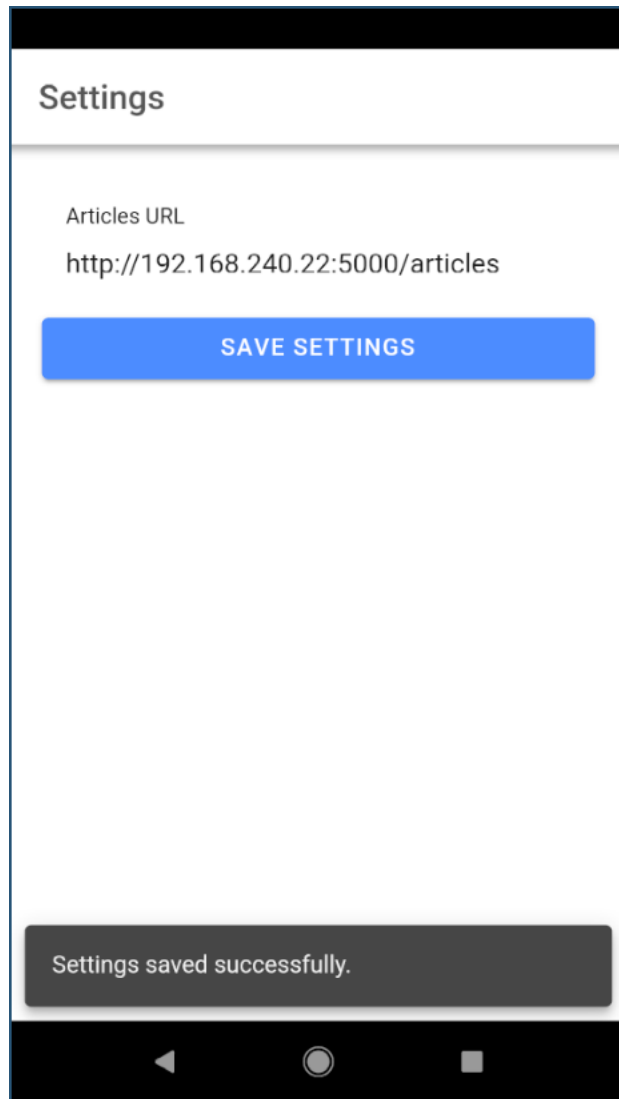 Settings
Articles URL
http://192.168.240.22:5000/articles
SAVE SETTINGS
Settings saved successfully.